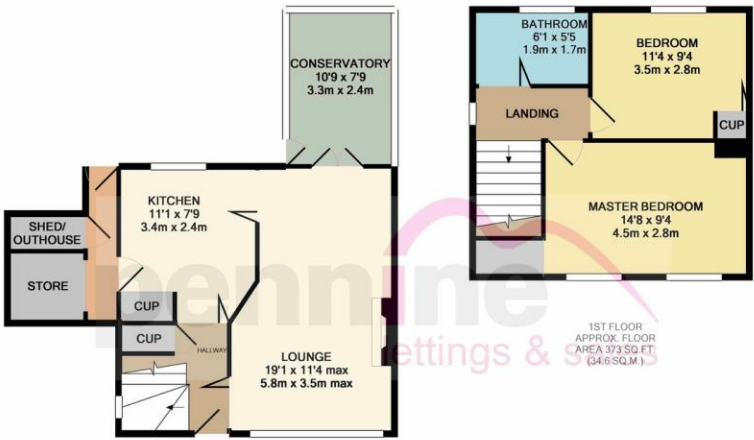 CONSERVATORY
10'9 x 7'9
3.3m x 2.4m
KITCHEN
11'1 x 7'9
3.4m x 2.4m
SHED/
OUTHOUSE
STORE
CUP
CUP
HALLWAY
LOUNGE
19'1 x 11'4 max
5.8m x 3.5m max
BATHROOM
6'1 x 5'5
1.9m x 1.7m
BEDROOM
11'4 x 9'4
3.5m x 2.8m
LANDING
CUP
MASTER BEDROOM
14'8 x 9'4
4.5m x 2.8m
pennine
lettings & sales
1ST FLOOR
APPROX. FLOOR
AREA 373 SQ.FT.
(34.6 SQ.M.)